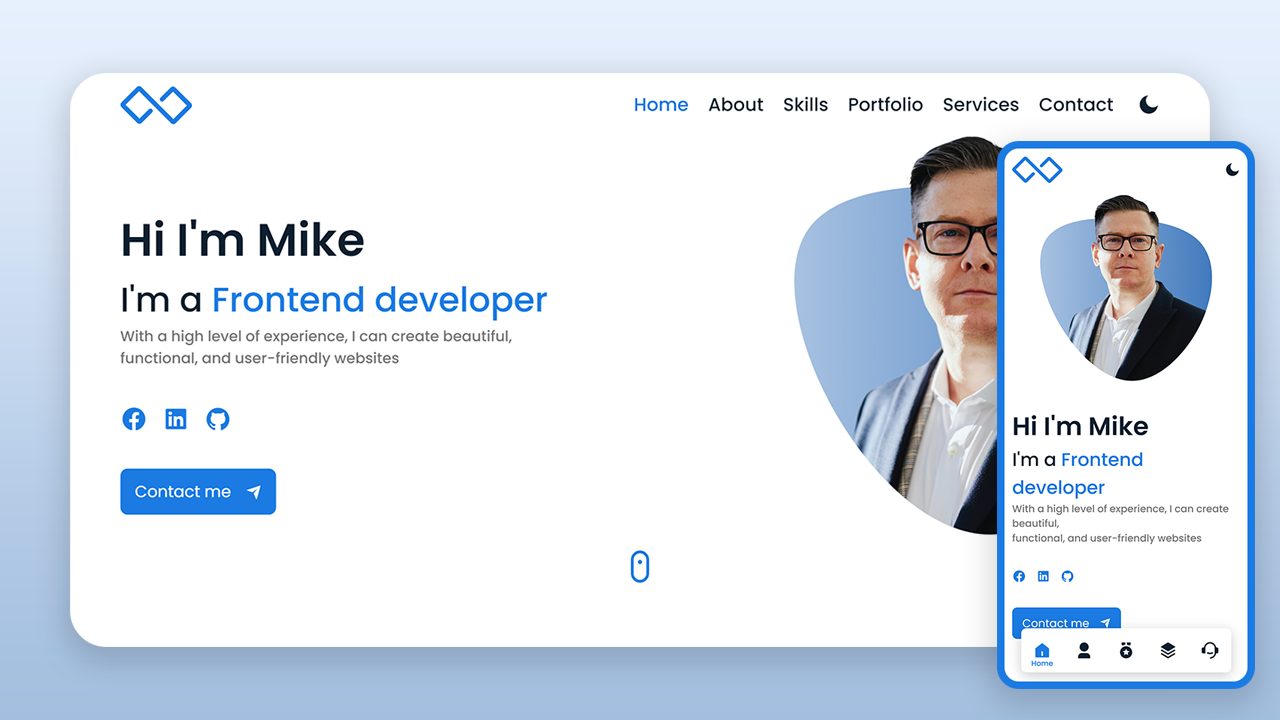 Home About Skills Portfolio Services Contact
Hi I'm Mike
I'm a Frontend developer
With a high level of experience, I can create beautiful,
functional, and user-friendly websites
Contact me
Hi I'm Mike
I'm a Frontend
developer
With a high level of experience, I can create
beautiful,
functional, and user-friendly websites
Contact me
Home